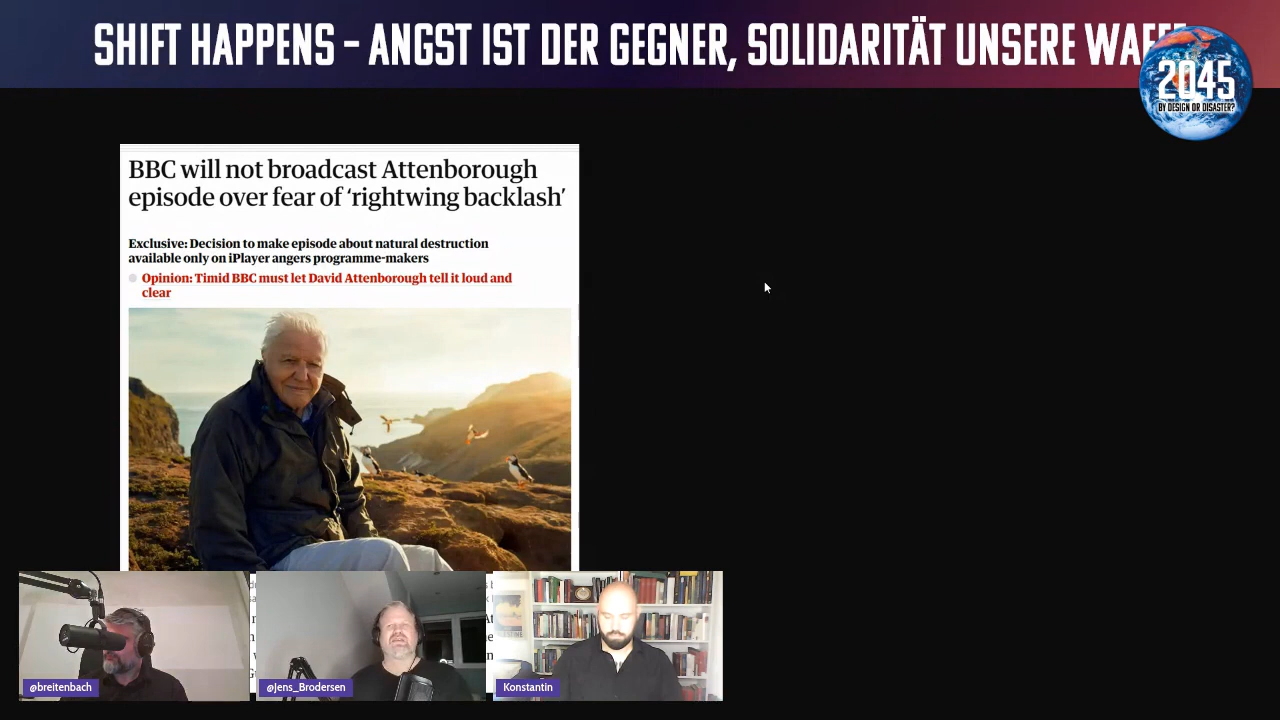 SHIFT HAPPENS – ANGST IST DER GEGNER, SOLIDARITÄT UNSERE
2045
BY DESIGN OR DISASTER?
BBC will not broadcast Attenborough
episode over fear of ‘rightwing backlash’
Exclusive: Decision to make episode about natural destruction
available only on iPlayer angers programme-makers
Opinion: Timid BBC must let David Attenborough tell it loud and
clear
@breitenbach
@Jens_Brodersen
Konstantin